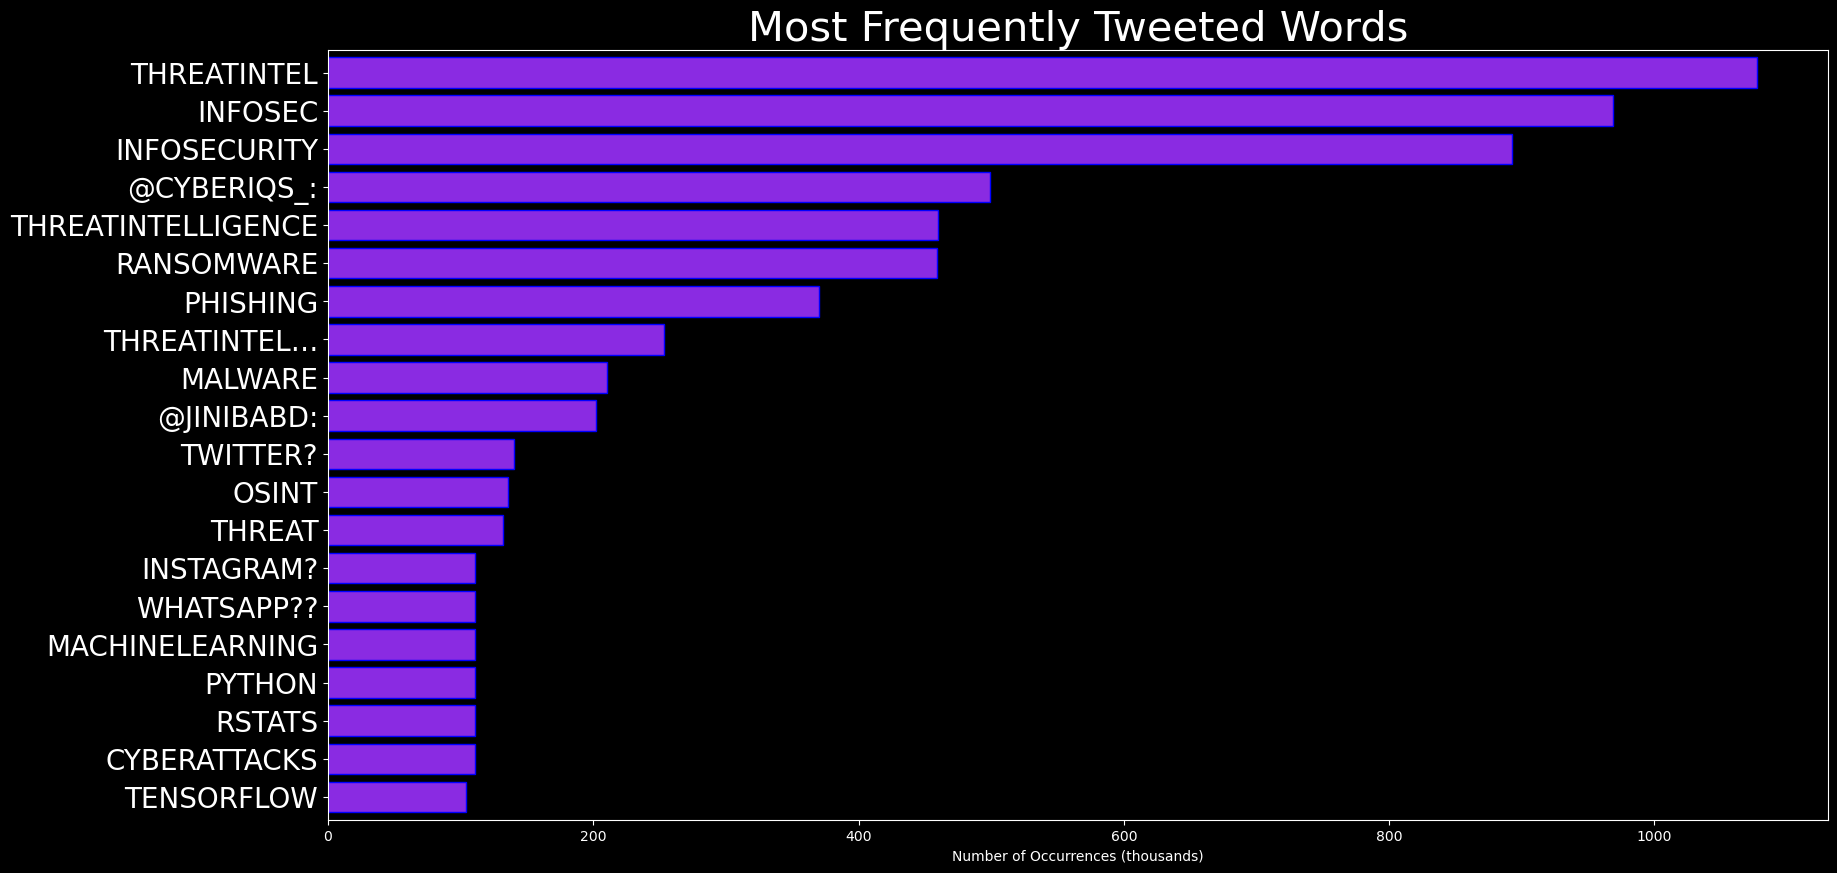 Most Frequently Tweeted Words
THREATINTEL
INFOSEC
INFOSECURITY
@CYBERIQS_:
THREATINTELLIGENCE
RANSOMWARE
PHISHING
THREATINTEL…
MALWARE
@JINIBABD:
TWITTER?
OSINT
THREAT
INSTAGRAM?
WHATSAPP??
MACHINELEARNING
PYTHON
RSTATS
CYBERATTACKS
TENSORFLOW
0 200 400 600 800 1000
Number of Occurrences (thousands)